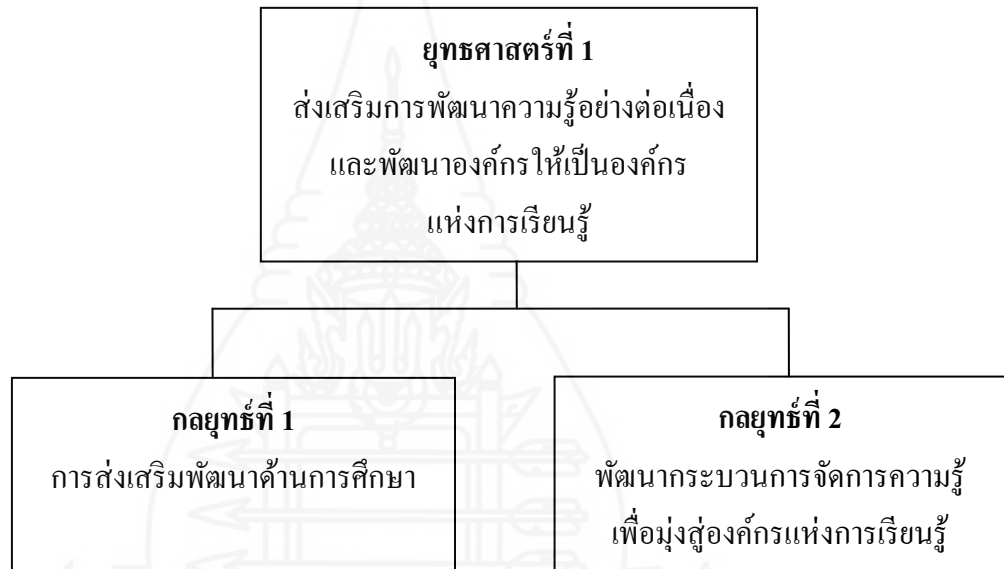 ยุทธศาสตร์ที่ 1
ส่งเสริมการพัฒนาความรู้อย่างต่อเนื่อง
และพัฒนาองค์กรให้เป็นองค์กร
แห่งการเรียนรู้
กลยุทธ์ที่ 1
การส่งเสริมพัฒนาด้านการศึกษา
กลยุทธ์ที่ 2
พัฒนากระบวนการจัดการความรู้
เพื่อมุ่งสู่องค์กรแห่งการเรียนรู้